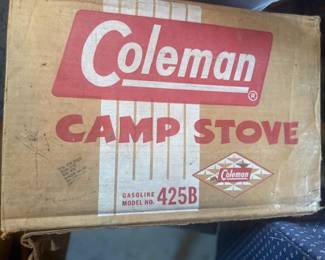 Coleman®
CAMP STOVE
Coleman
GASOLINE
MODEL NO. 425B